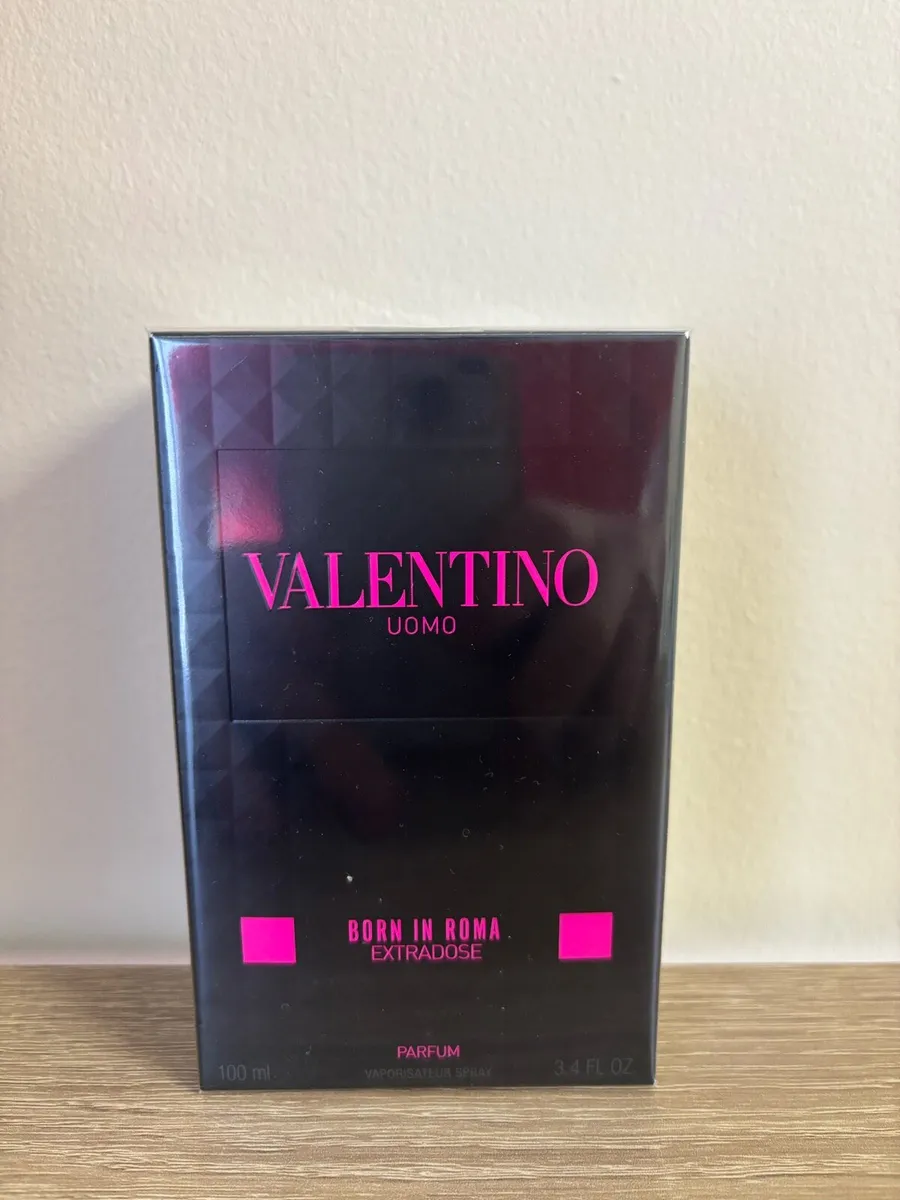 VALENTINO
UOMO
BORN IN ROMA
EXTRADOSE
PARFUM
100 ml VAPORISATEUR SPRAY 3.4 FL OZ